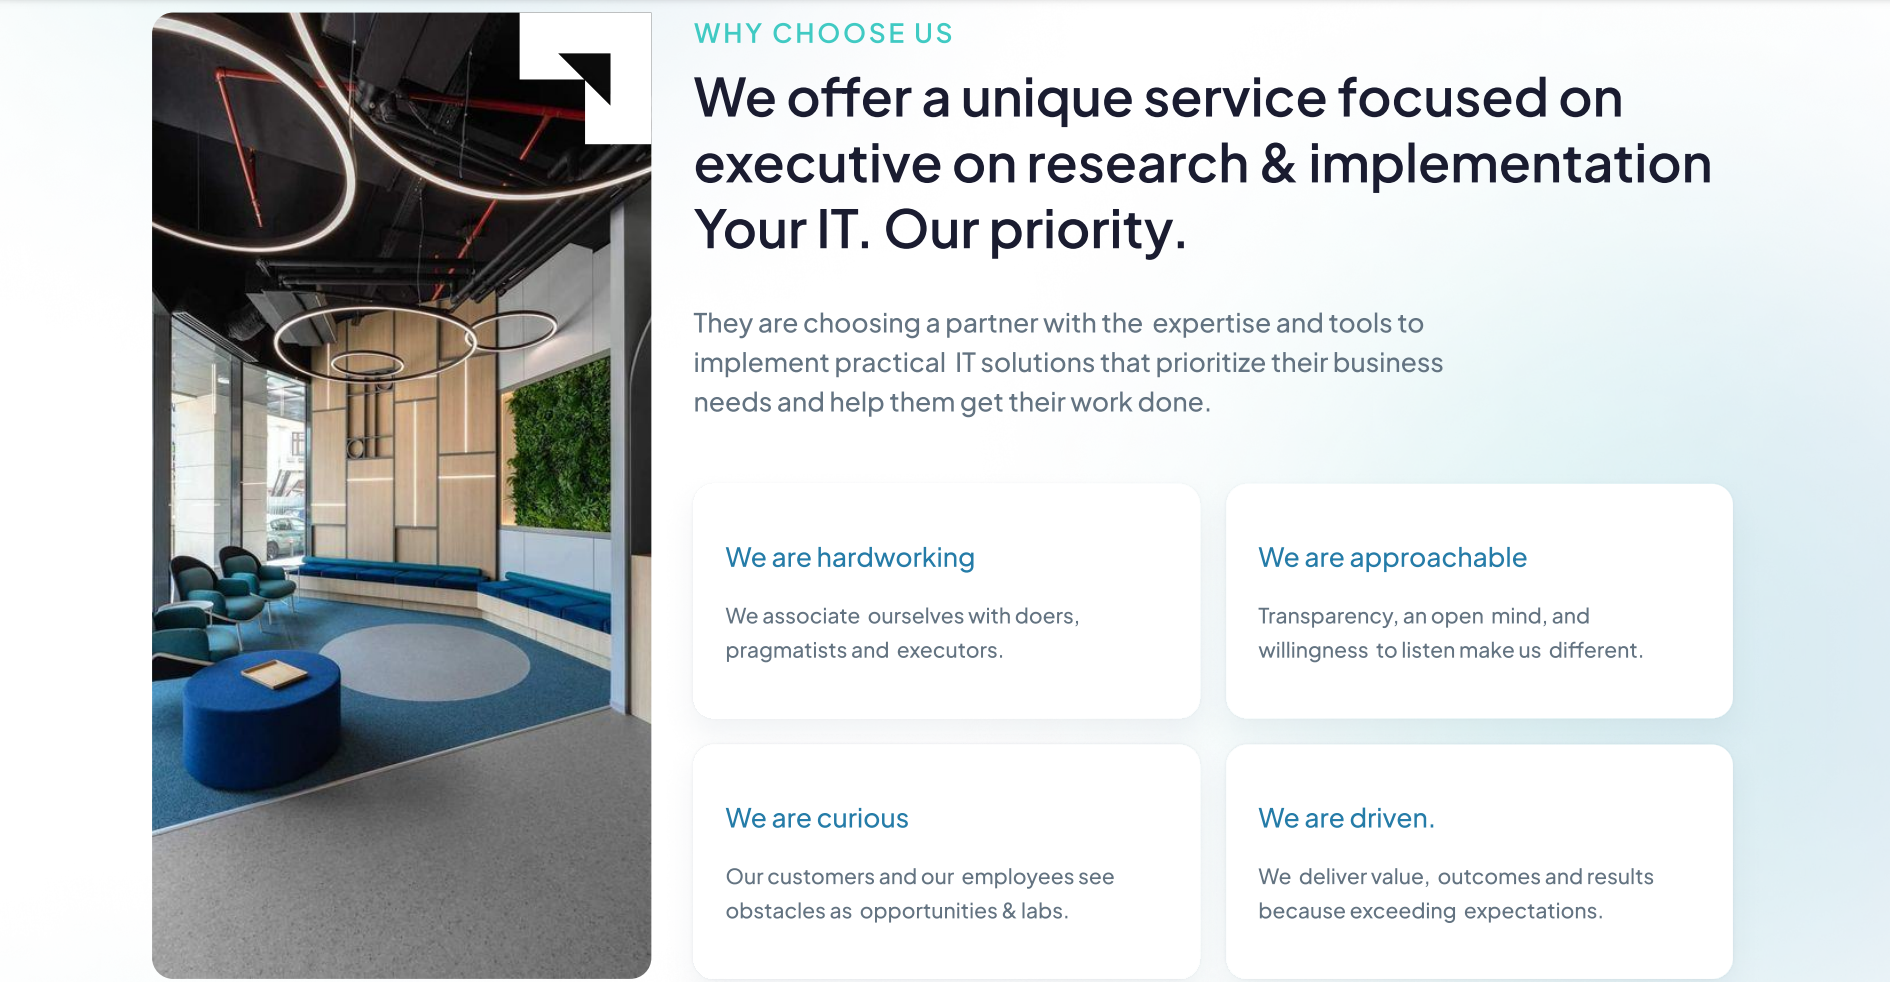 WHY CHOOSE US
We offer a unique service focused on
executive on research & implementation
Your IT. Our priority.
They are choosing a partner with the expertise and tools to
implement practical IT solutions that prioritize their business
needs and help them get their work done.
We are hardworking
We associate ourselves with doers,
pragmatists and executors.
We are approachable
Transparency, an open mind, and
willingness to listen make us different.
We are curious
Our customers and our employees see
obstacles as opportunities & labs.
We are driven.
We deliver value, outcomes and results
because exceeding expectations.